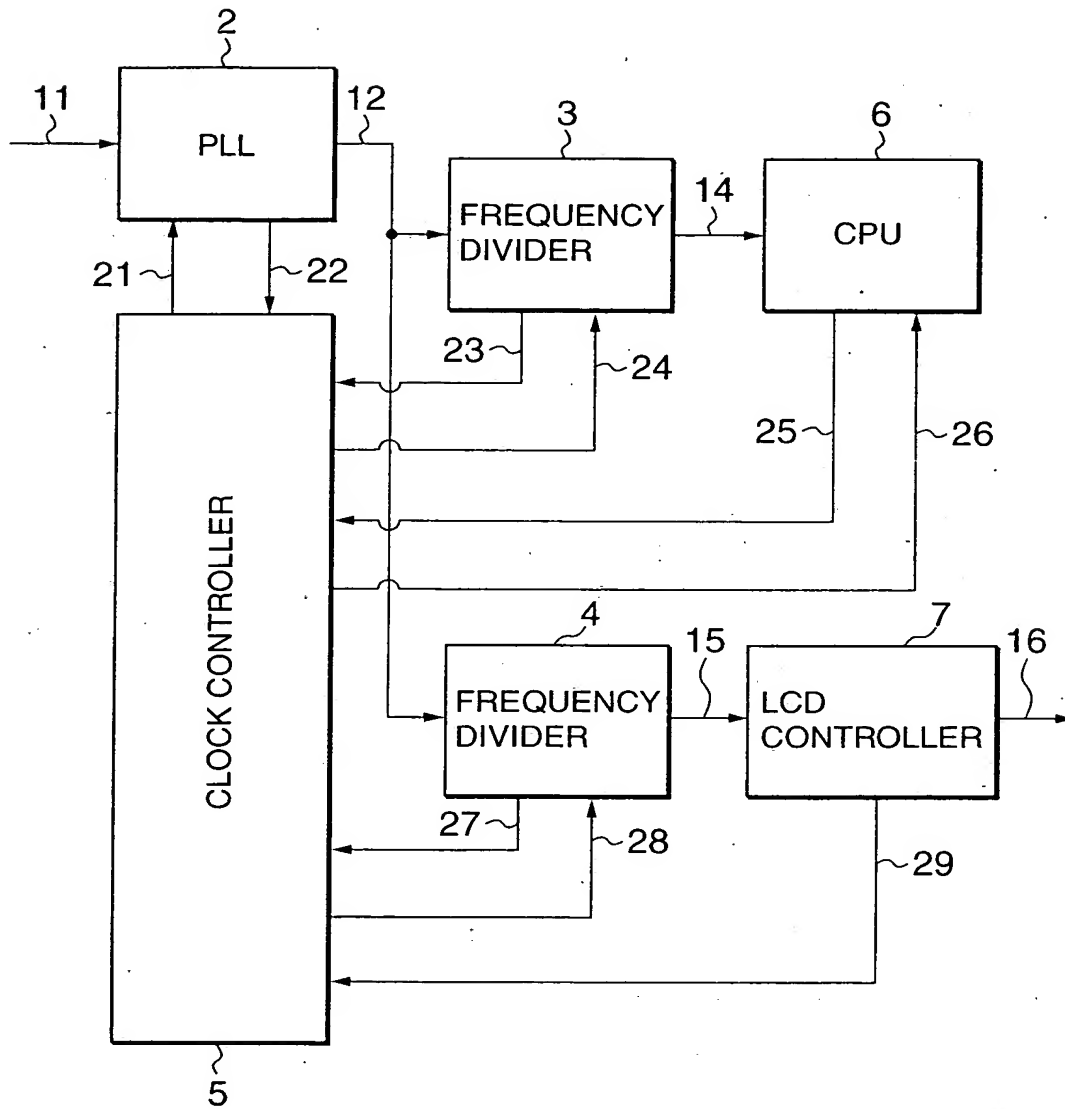 2
11
12
PLL
3
6
14
FREQUENCY
DIVIDER
CPU
21
22
23
24
25
26
CLOCK CONTROLLER
4
7
15
16
FREQUENCY
DIVIDER
LCD
CONTROLLER
27
28
29
5